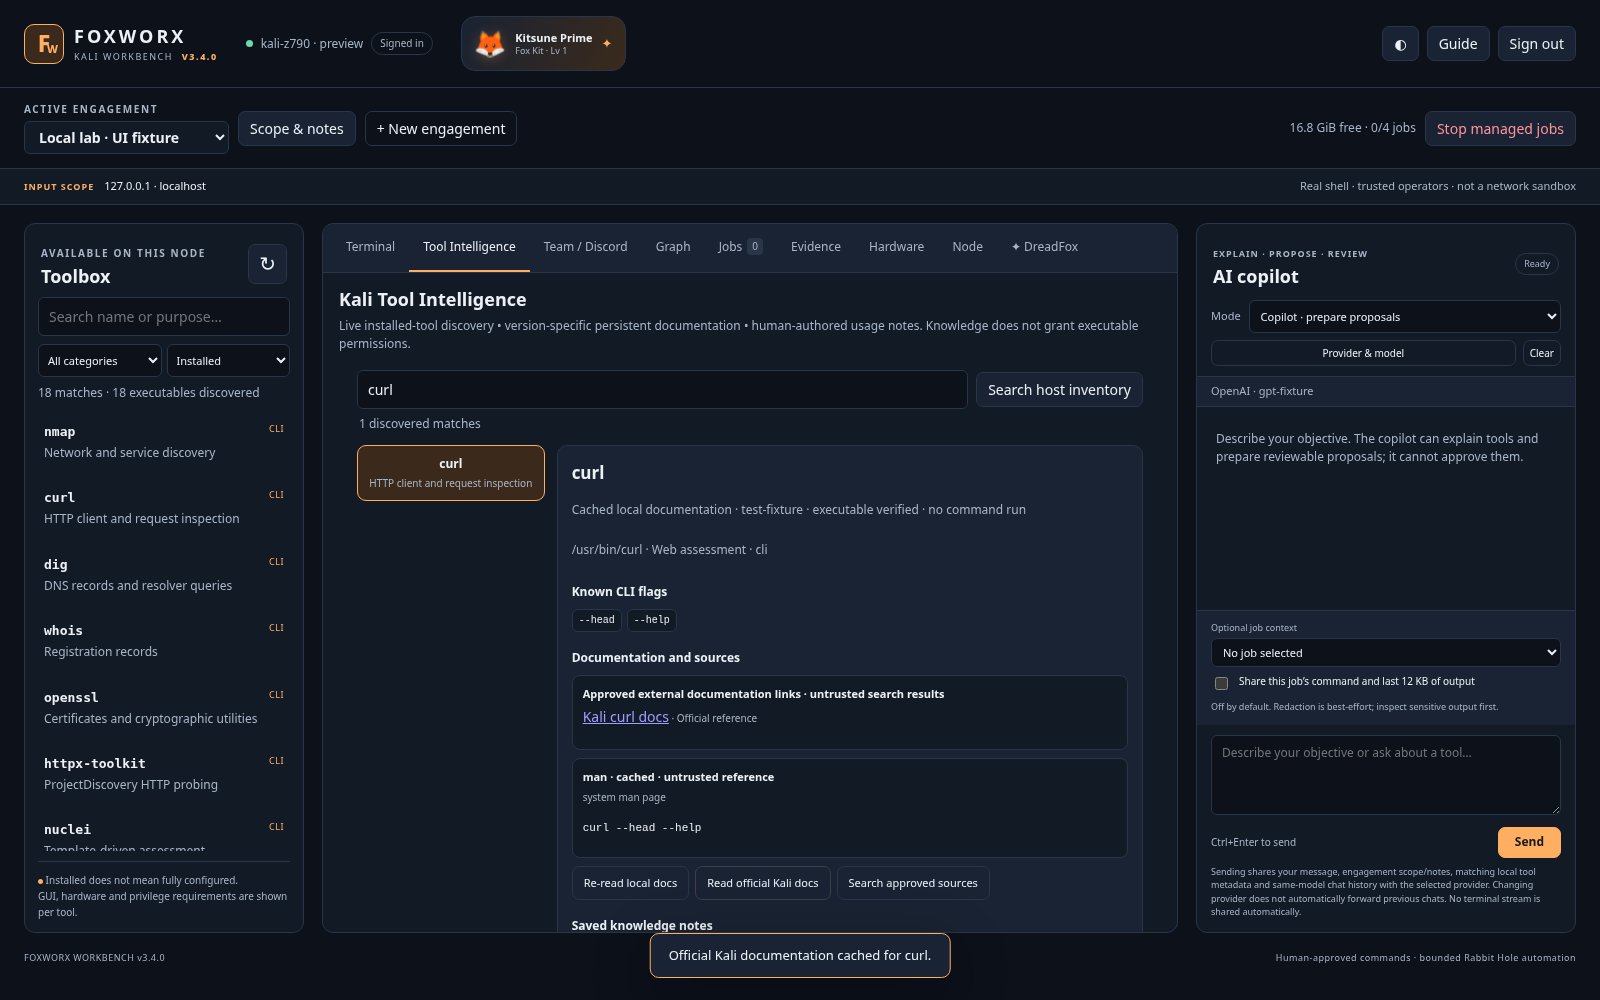 FW
FOXWORX
KALI WORKBENCH V3.4.0
kali-z790 · preview
Signed in
Kitsune Prime
Fox Kit · Lv 1
Guide
Sign out
ACTIVE ENGAGEMENT
Local lab · UI fixture
Scope & notes
+ New engagement
16.8 GiB free · 0/4 jobs
Stop managed jobs
INPUT SCOPE 127.0.0.1 · localhost
Real shell · trusted operators · not a network sandbox
AVAILABLE ON THIS NODE
Toolbox
Search name or purpose...
All categories
Installed
18 matches · 18 executables discovered
nmap CLI
Network and service discovery
curl CLI
HTTP client and request inspection
dig CLI
DNS records and resolver queries
whois CLI
Registration records
openssl CLI
Certificates and cryptographic utilities
httpx-toolkit CLI
ProjectDiscovery HTTP probing
nuclei CLI
Template-driven assessment
Installed does not mean fully configured.
GUI, hardware and privilege requirements are shown
per tool.
Terminal
Tool Intelligence
Team / Discord
Graph
Jobs 0
Evidence
Hardware
Node
✦ DreadFox
Kali Tool Intelligence
Live installed-tool discovery • version-specific persistent documentation • human-authored usage notes. Knowledge does not grant executable
permissions.
curl
Search host inventory
1 discovered matches
curl
HTTP client and request inspection
curl
Cached local documentation · test-fixture · executable verified · no command run
/usr/bin/curl · Web assessment · cli
Known CLI flags
--head
--help
Documentation and sources
Approved external documentation links · untrusted search results
Kali curl docs · Official reference
man · cached · untrusted reference
system man page
curl --head --help
Re-read local docs
Read official Kali docs
Search approved sources
Saved knowledge notes
EXPLAIN · PROPOSE · REVIEW
AI copilot
Ready
Mode
Copilot · prepare proposals
Provider & model
Clear
OpenAI · gpt-fixture
Describe your objective. The copilot can explain tools and
prepare reviewable proposals; it cannot approve them.
Optional job context
No job selected
Share this job's command and last 12 KB of output
Off by default. Redaction is best-effort; inspect sensitive output first.
Describe your objective or ask about a tool...
Ctrl+Enter to send
Send
Sending shares your message, engagement scope/notes, matching local tool
metadata and same-model chat history with the selected provider. Changing
provider does not automatically forward previous chats. No terminal stream is
shared automatically.
FOXWORX WORKBENCH v3.4.0
Official Kali documentation cached for curl.
Human-approved commands · bounded Rabbit Hole automation